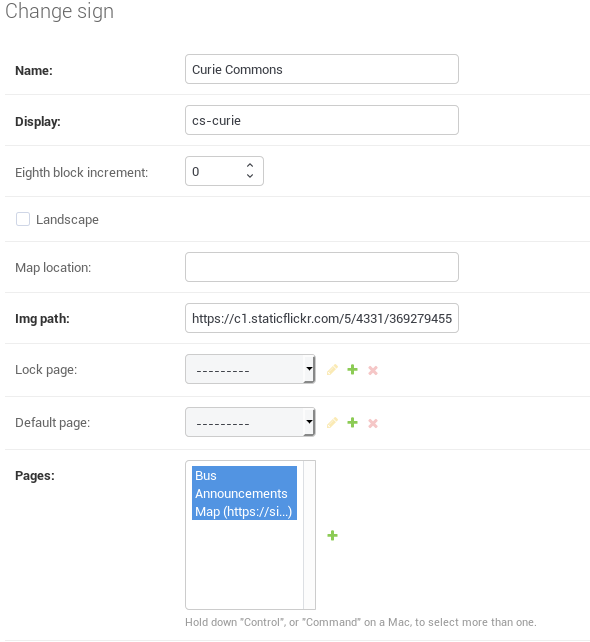 Change sign
Name:
Curie Commons
Display:
cs-curie
Eighth block increment:
0
Landscape
Map location:
Img path:
https://c1.staticflickr.com/5/4331/369279455
Lock page:
---------
Default page:
---------
Pages:
Bus
Announcements
Map (https://si...)
Hold down "Control", or "Command" on a Mac, to select more than one.